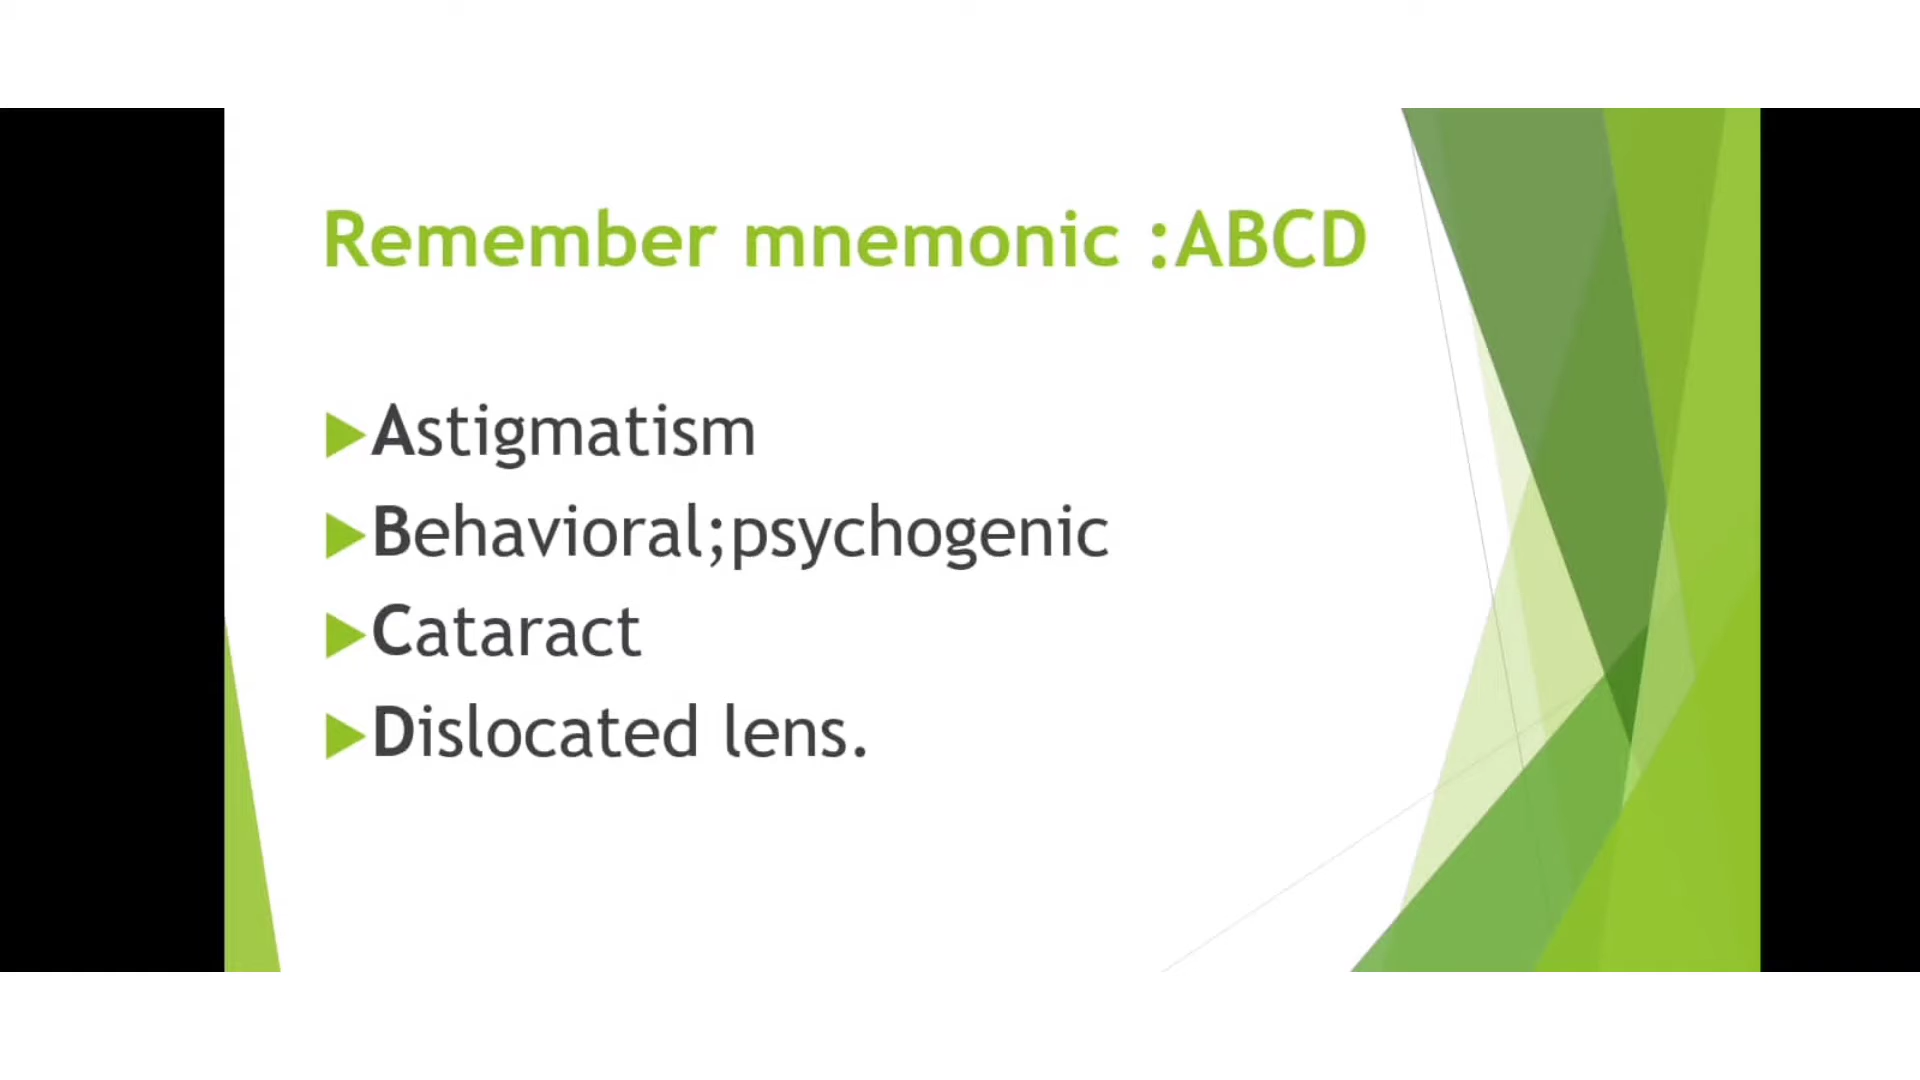 Remember mnemonic :ABCD
Astigmatism
Behavioral;psychogenic
Cataract
Dislocated lens.